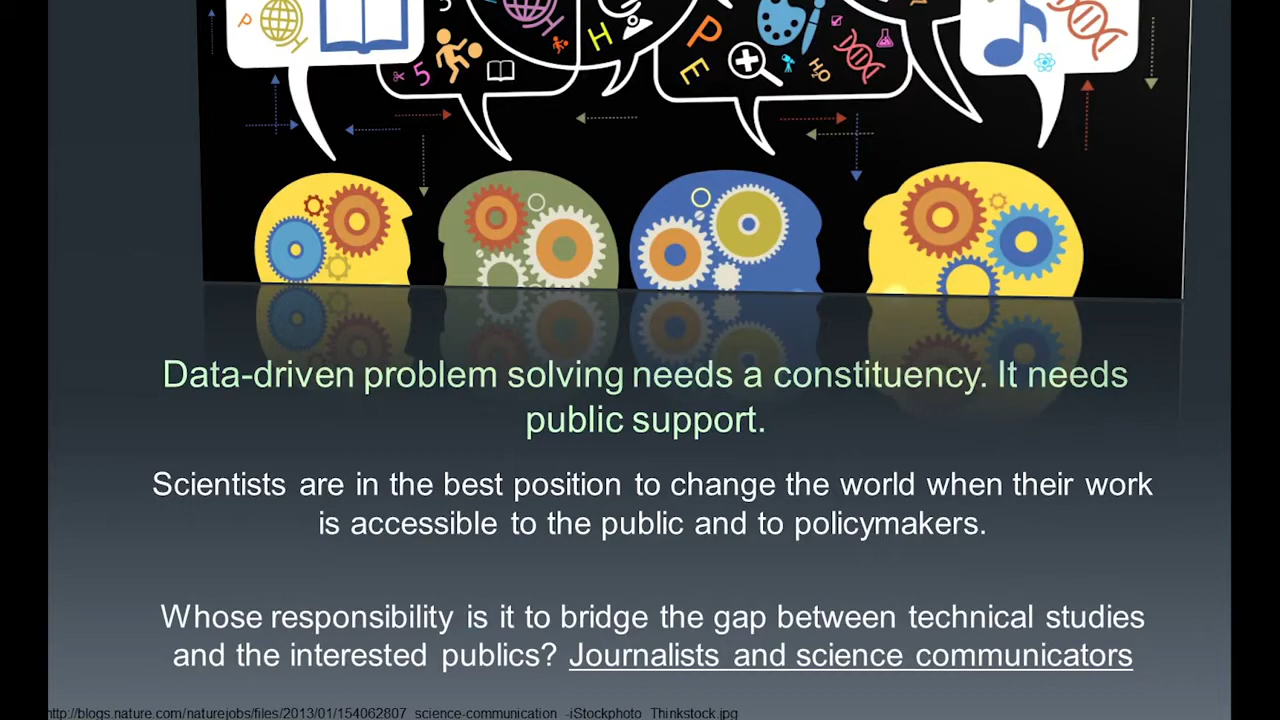 P
5
H
P
E
5
H2O
Data-driven problem solving needs a constituency. It needs
public support.
Scientists are in the best position to change the world when their work
is accessible to the public and to policymakers.
Whose responsibility is it to bridge the gap between technical studies
and the interested publics? Journalists and science communicators
http://blogs.nature.com/naturejobs/files/2013/01/154062807_science-communication_-iStockphoto_Thinkstock.jpg